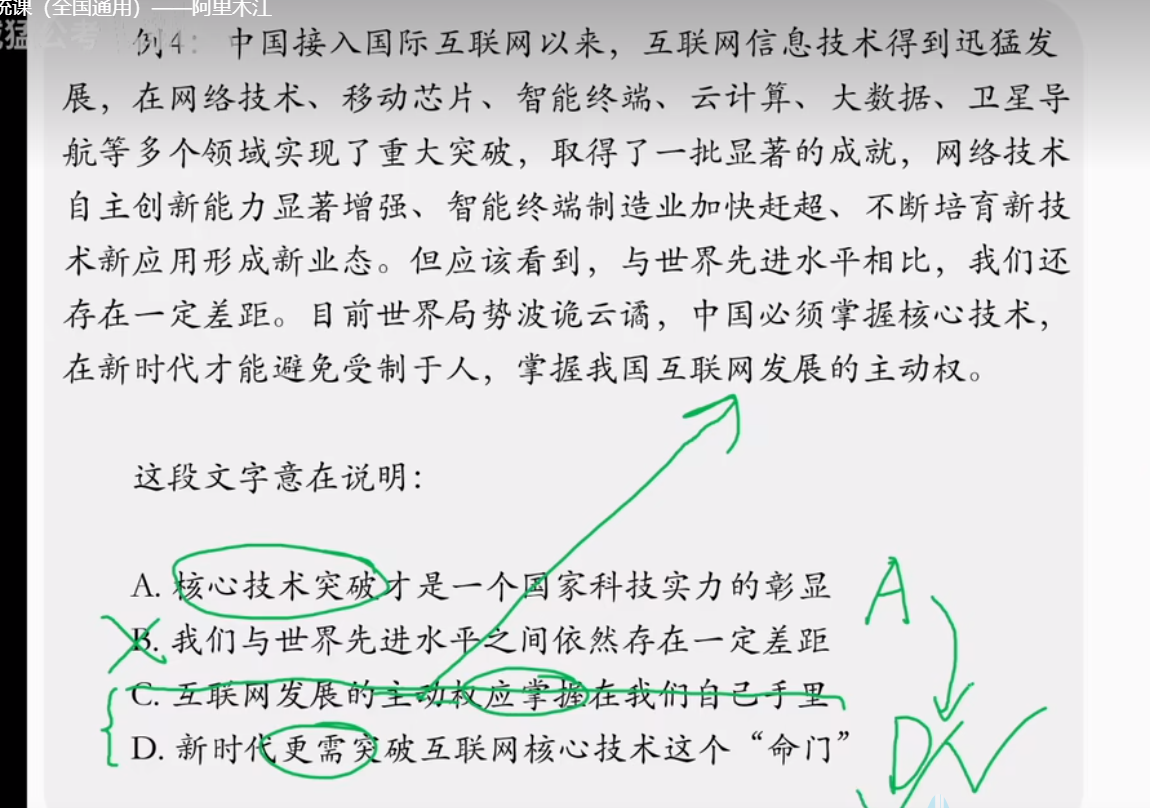 统课（全国通用）——阿里木江
猛公考
例4：中国接入国际互联网以来，互联网信息技术得到迅猛发
展，在网络技术、移动芯片、智能终端、云计算、大数据、卫星导
航等多个领域实现了重大突破，取得了一批显著的成就，网络技术
自主创新能力显著增强、智能终端制造业加快赶超、不断培育新技
术新应用形成新业态。但应该看到，与世界先进水平相比，我们还
存在一定差距。目前世界局势波诡云谲，中国必须掌握核心技术，
在新时代才能避免受制于人，掌握我国互联网发展的主动权。
这段文字意在说明：
A. 核心技术突破才是一个国家科技实力的彰显
B. 我们与世界先进水平之间依然存在一定差距
C. 互联网发展的主动权应掌握在我们自己手里
D. 新时代更需突破互联网核心技术这个“命门”
A
D